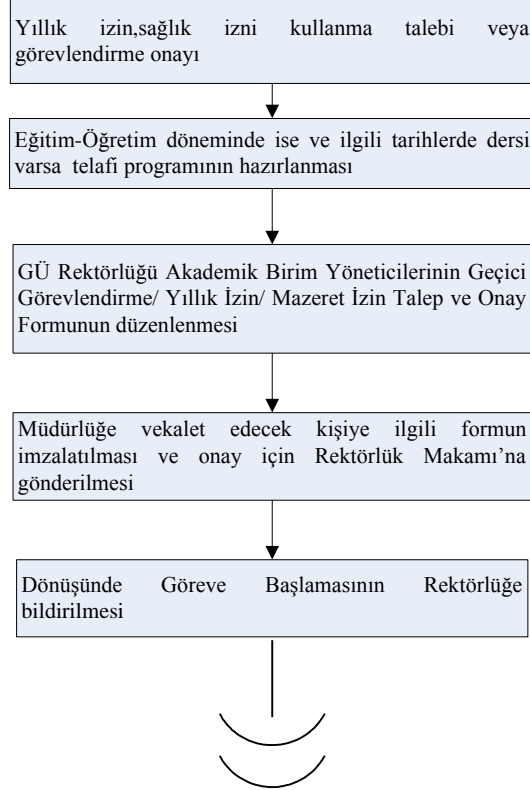 Yıllık izin,sağlık izni kullanma talebi veya
görevlendirme onayı
Eğitim-Öğretim döneminde ise ve ilgili tarihlerde dersi
varsa telafi programının hazırlanması
GÜ Rektörlüğü Akademik Birim Yöneticilerinin Geçici
Görevlendirme/ Yıllık İzin/ Mazeret İzin Talep ve Onay
Formunun düzenlenmesi
Müdürlüğe vekalet edecek kişiye ilgili formun
imzalatılması ve onay için Rektörlük Makamı’na
gönderilmesi
Dönüşünde Göreve Başlamasının Rektörlüğe
bildirilmesi